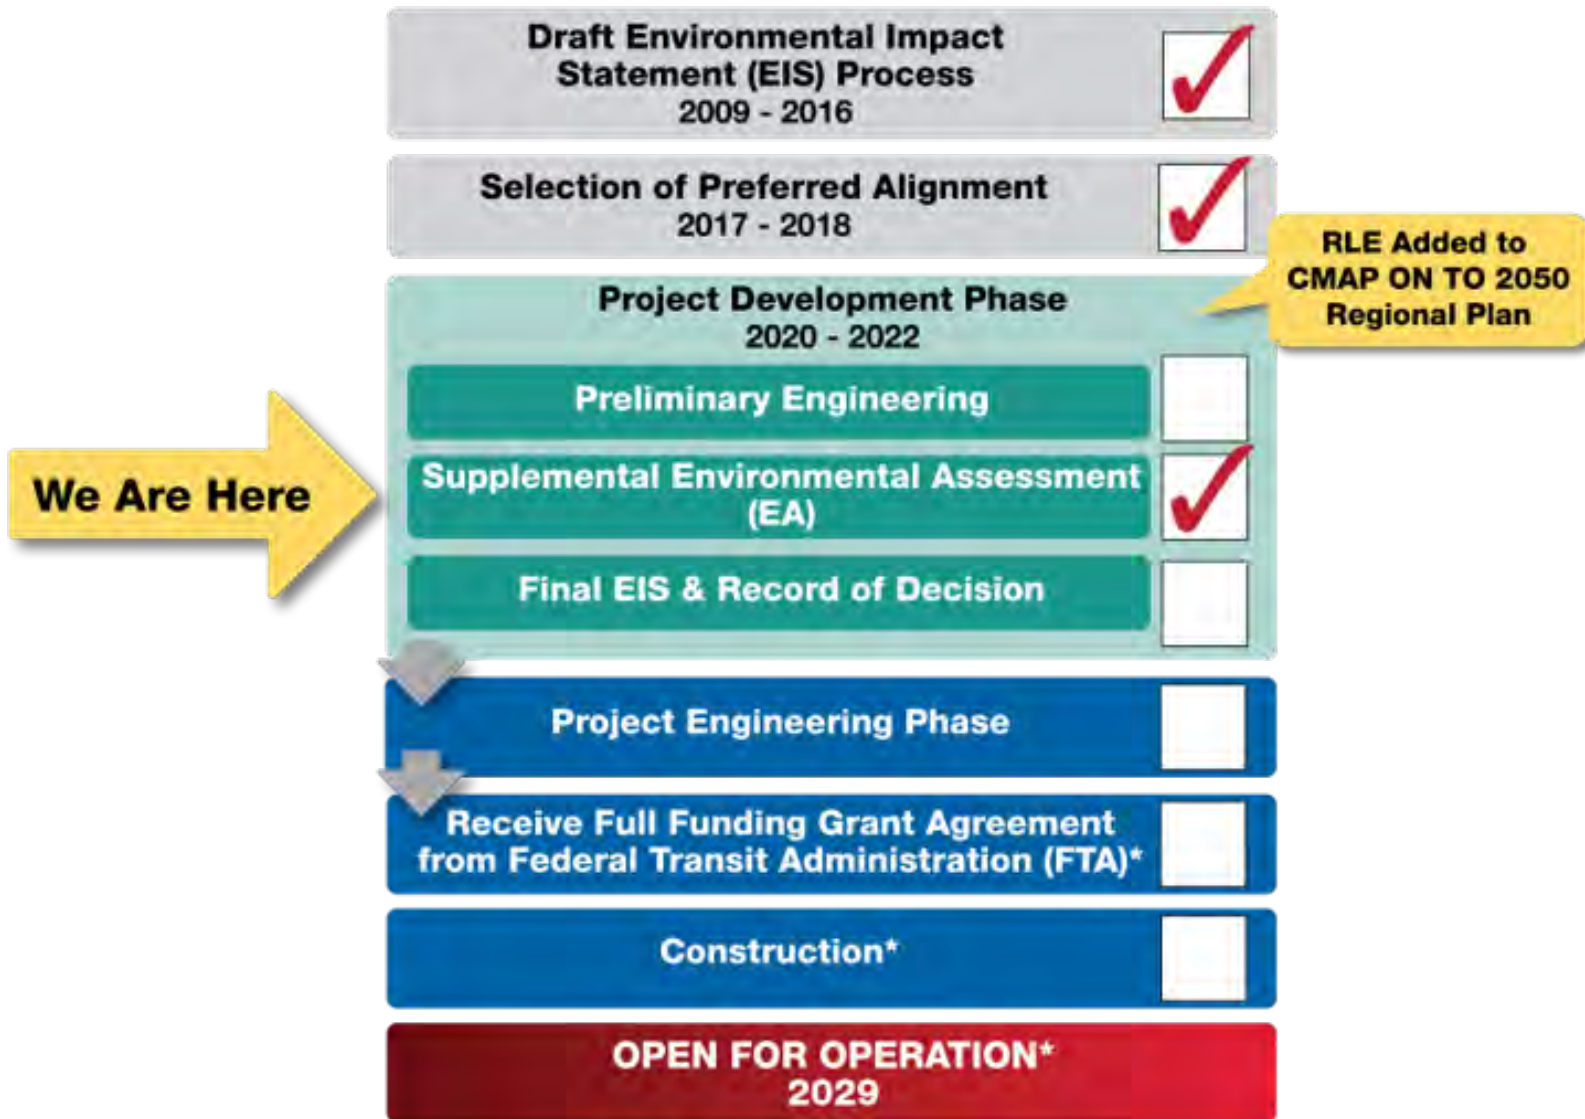 Draft Environmental Impact
Statement (EIS) Process
2009 - 2016
Selection of Preferred Alignment
2017 - 2018
RLE Added to
CMAP ON TO 2050
Regional Plan
Project Development Phase
2020 - 2022
Preliminary Engineering
We Are Here
Supplemental Environmental Assessment
(EA)
Final EIS & Record of Decision
Project Engineering Phase
Receive Full Funding Grant Agreement
from Federal Transit Administration (FTA)*
Construction*
OPEN FOR OPERATION*
2029